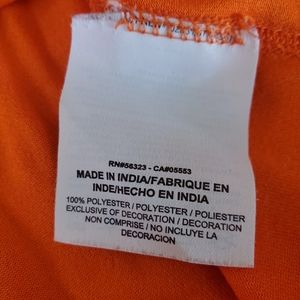 RN#56323 - CA#05553
MADE IN INDIA/FABRIQUE EN
INDE/HECHO EN INDIA
100% POLYESTER / POLYESTER / POLIESTER
EXCLUSIVE OF DECORATION / DECORATION
NON COMPRISE / NO INCLUYE LA
DECORACION